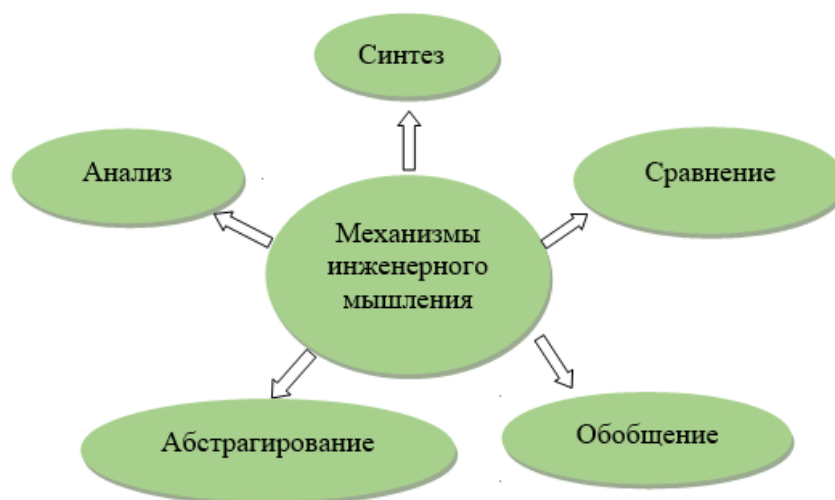 Синтез
Анализ
Сравнение
Механизмы
инженерного
мышления
Абстрагирование
Обобщение